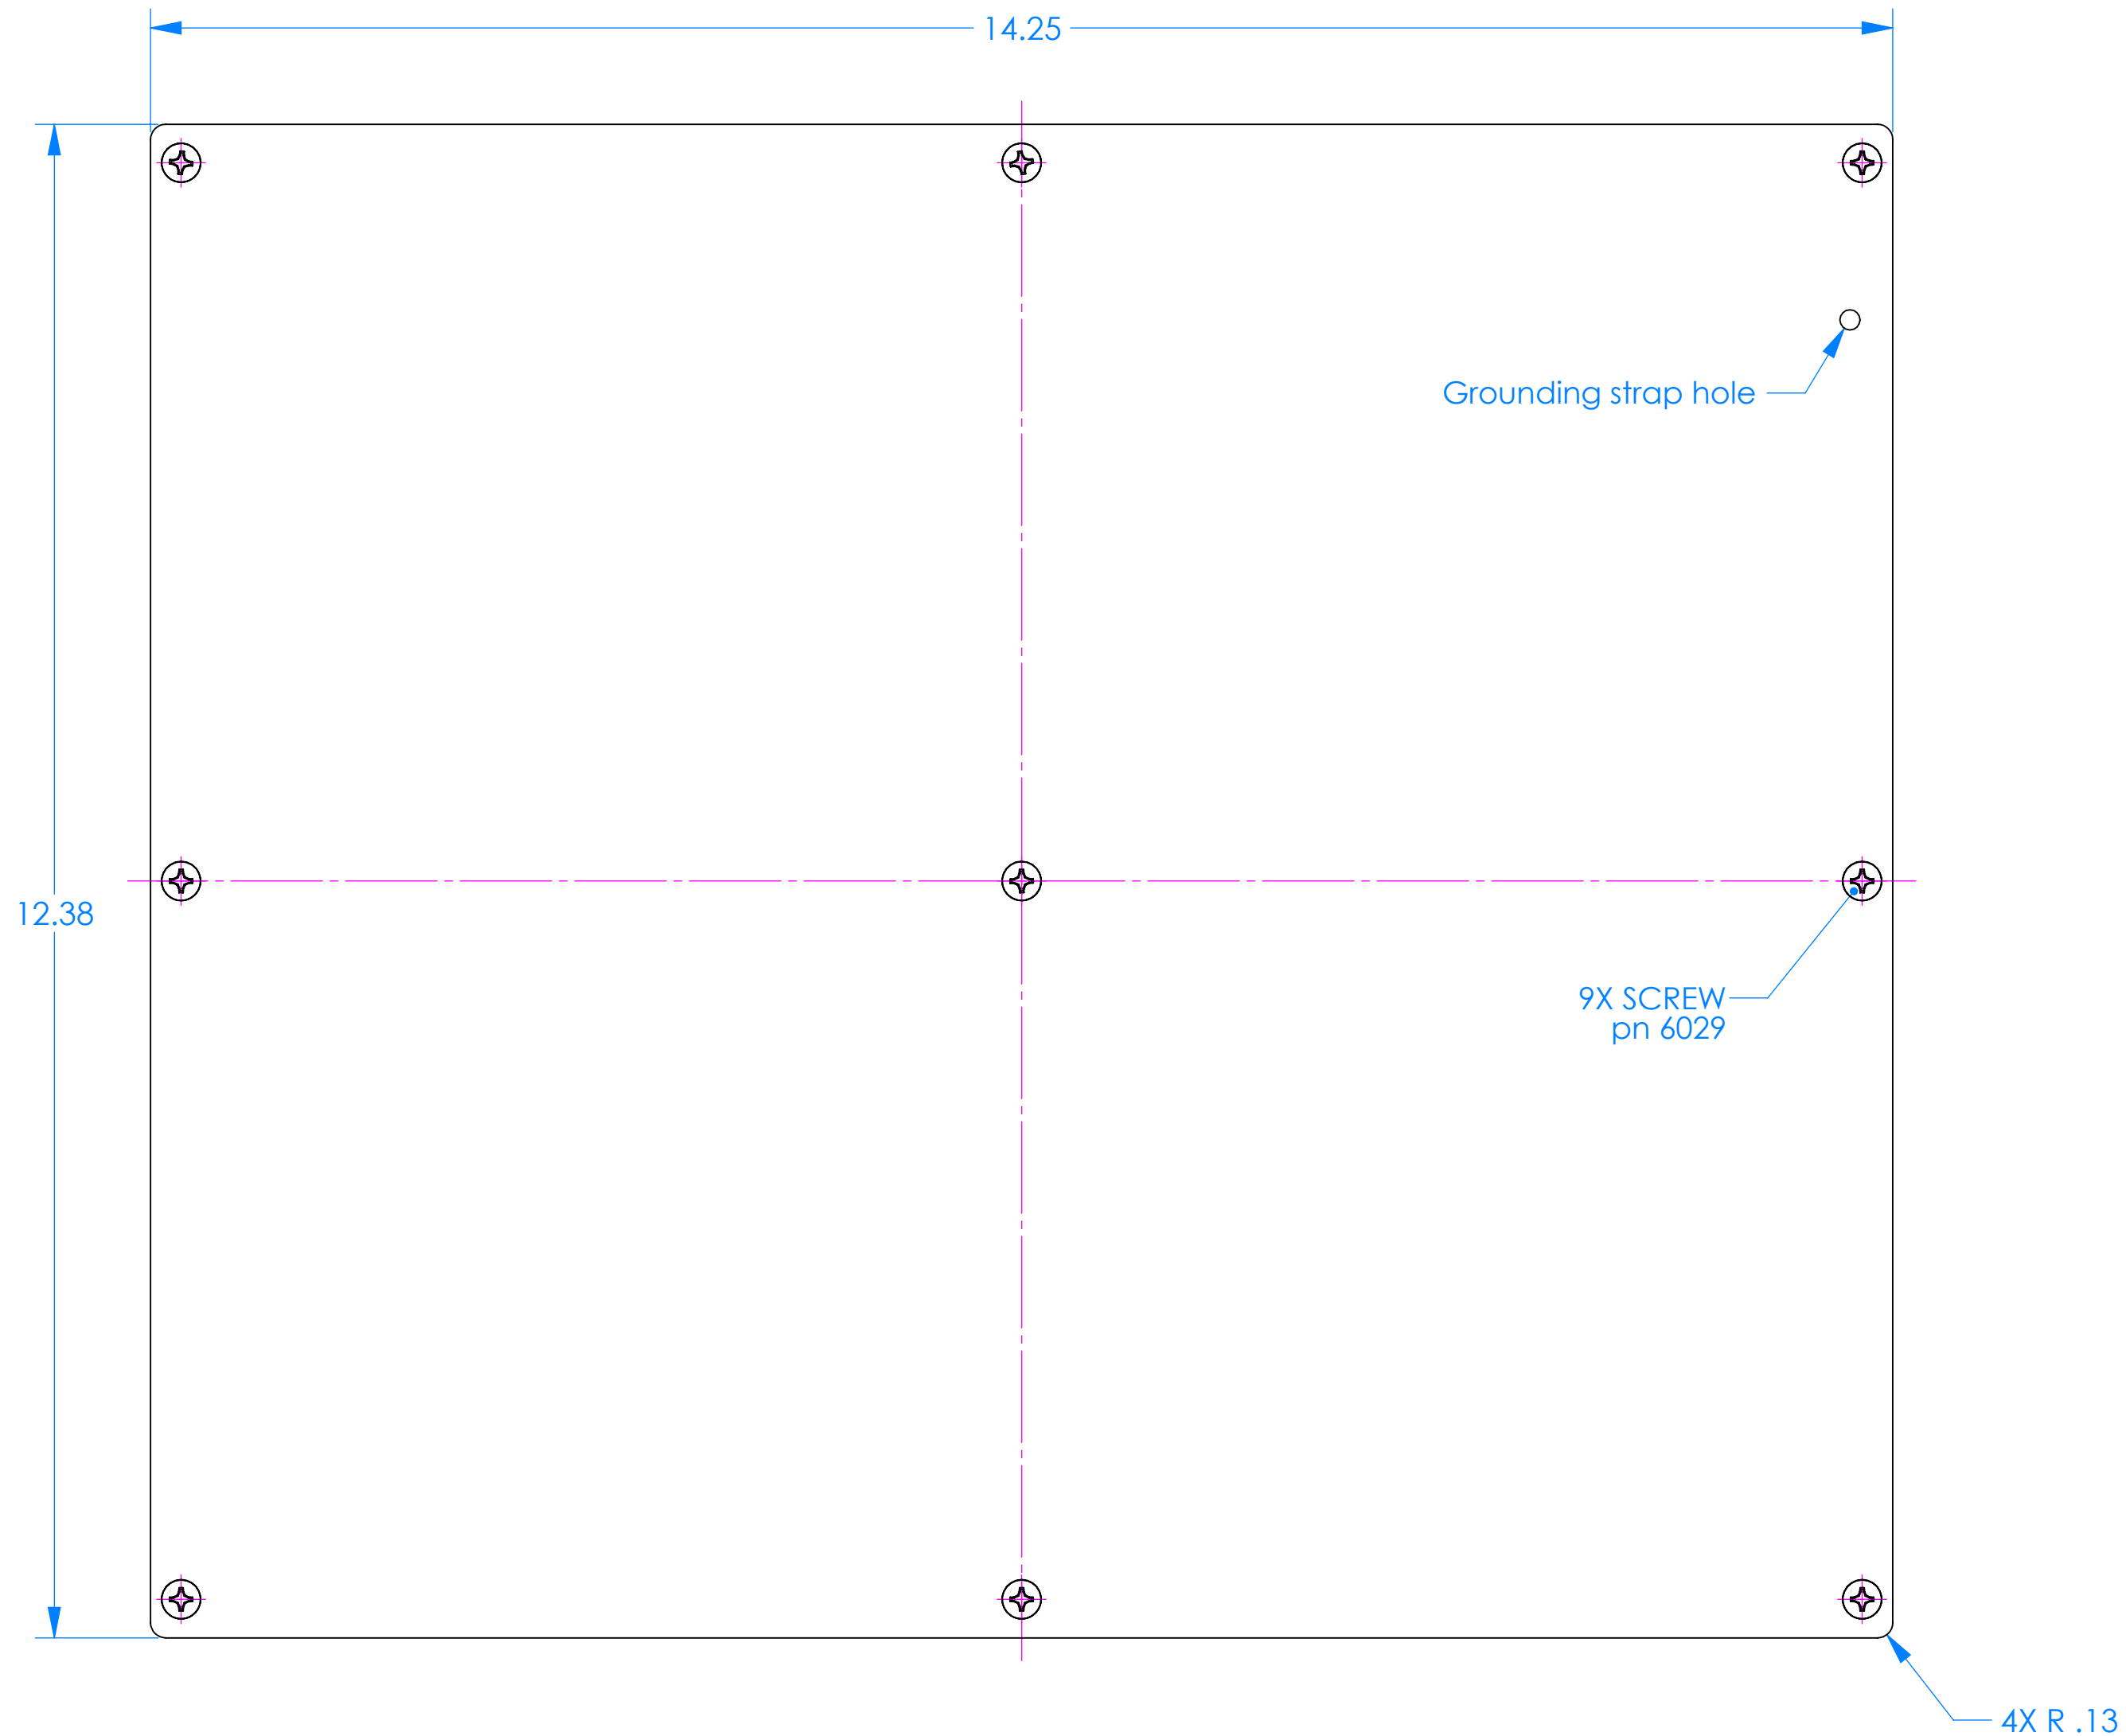 14.25
Grounding strap hole
12.38
9X SCREW
pn 6029
4X R .13